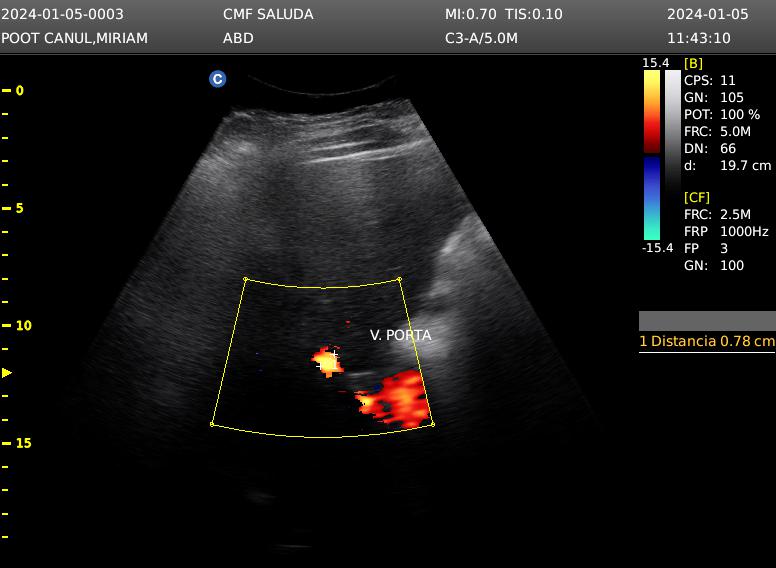 2024-01-05-0003 CMF SALUDA MI:0.70 TIS:0.10 2024-01-05
POOT CANUL,MIRIAM ABD C3-A/5.0M 11:43:10
C
15.4 [B]
CPS: 11
GN: 105
POT: 100 %
FRC: 5.0M
DN: 66
d: 19.7 cm
[CF]
FRC: 2.5M
FRP 1000Hz
-15.4 FP 3
GN: 100
0
5
10
15
V. PORTA
1 Distancia 0.78 cm